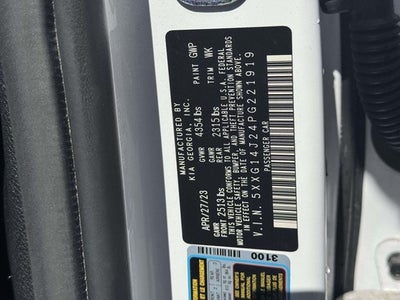 MANUFACTURED BY
KIA GEORGIA, INC.
PAINT GWP
TRIM WK
APR/27/23
GVWR 4354 lbs
GAWR FRONT 2513 lbs
GAWR REAR 2315 lbs
THIS VEHICLE CONFORMS TO ALL APPLICABLE U.S.A. FEDERAL
MOTOR VEHICLE SAFETY, BUMPER, AND THEFT PREVENTION STANDARDS
IN EFFECT ON THE DATE OF MANUFACTURE SHOWN ABOVE.
V.I.N. 5XXG14J24PG221919
PASSENGER CAR
3100